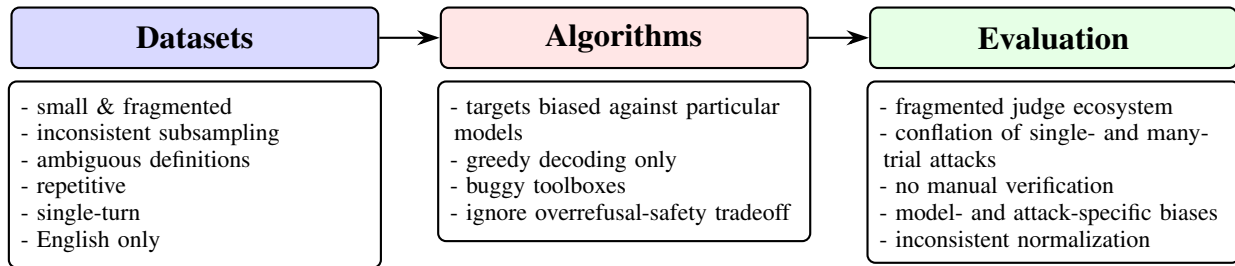 Datasets
- small & fragmented
- inconsistent subsampling
- ambiguous definitions
- repetitive
- single-turn
- English only
Algorithms
- targets biased against particular
models
- greedy decoding only
- buggy toolboxes
- ignore overrefusal-safety tradeoff
Evaluation
- fragmented judge ecosystem
- conflation of single- and many-
trial attacks
- no manual verification
- model- and attack-specific biases
- inconsistent normalization